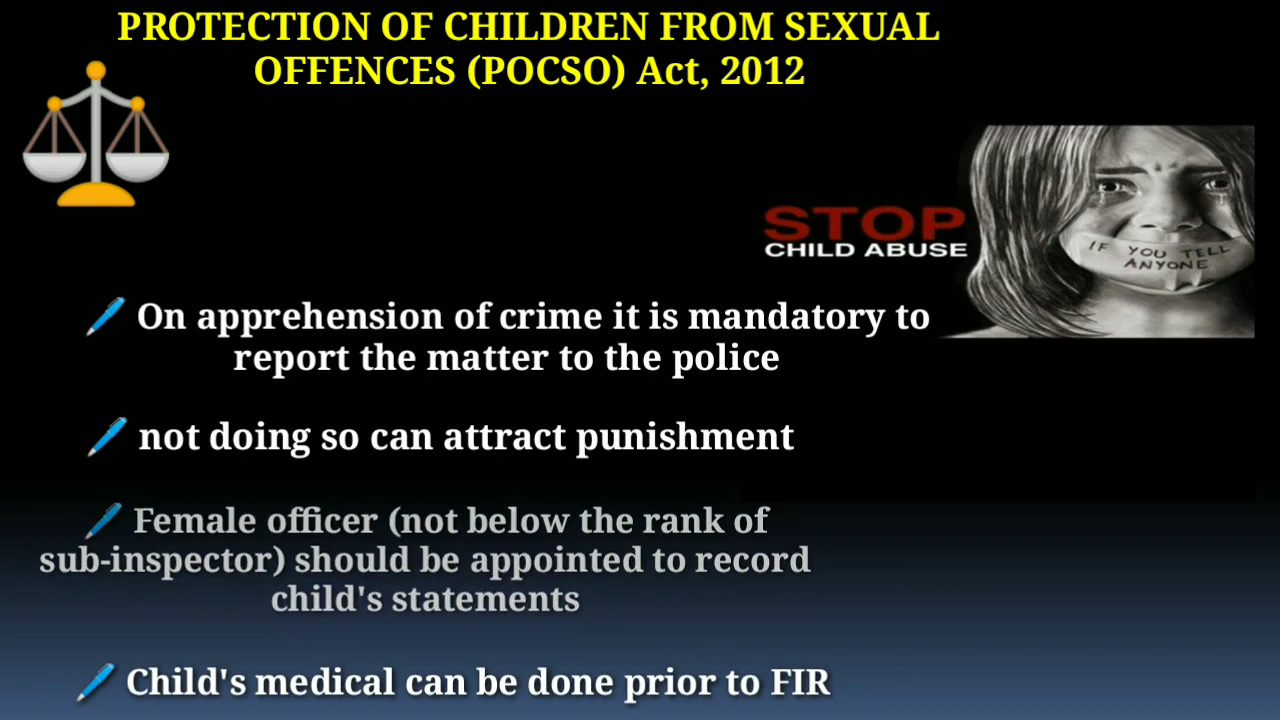 PROTECTION OF CHILDREN FROM SEXUAL
OFFENCES (POCSO) Act, 2012
STOP
CHILD ABUSE
IF YOU TELL
ANYONE
On apprehension of crime it is mandatory to
report the matter to the police
not doing so can attract punishment
Female officer (not below the rank of
sub-inspector) should be appointed to record
child's statements
Child's medical can be done prior to FIR